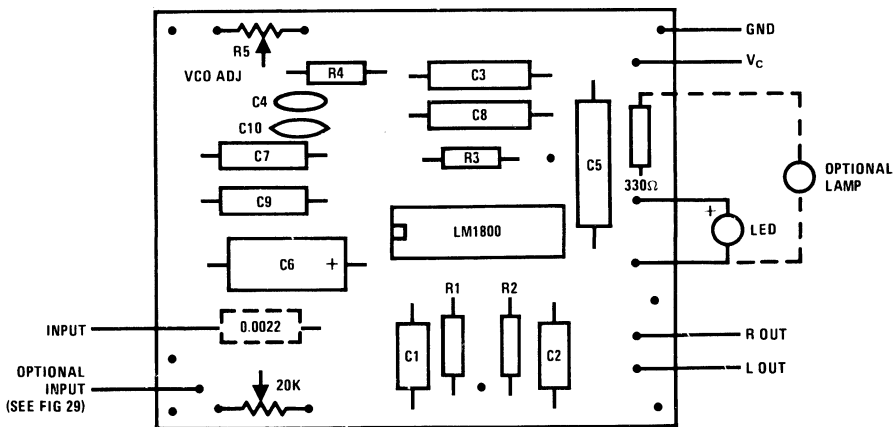 GND
R5
VCO ADJ
R4
C3
VC
C4
C8
C10
C7
R3
C5
330Ω
OPTIONAL
LAMP
C9
LM1800
+
LED
C6 +
R1 R2
INPUT
0.0022
R OUT
C1
C2
L OUT
OPTIONAL
INPUT
(SEE FIG 29)
20K